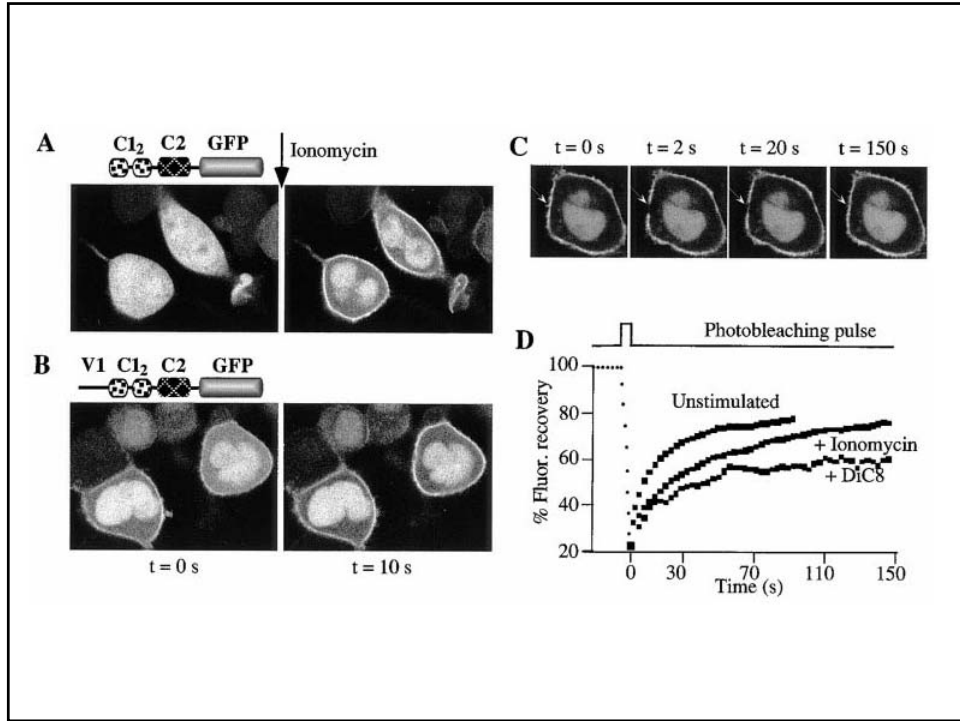 A
C1₂ C2 GFP
Ionomycin
B
V1 C1₂ C2 GFP
t = 0 s t = 10 s
C
t = 0 s t = 2 s t = 20 s t = 150 s
D
Photobleaching pulse
% Fluor. recovery
100
80
60
40
20
Unstimulated
+ Ionomycin
+ DiC8
0 30 70 110 150
Time (s)